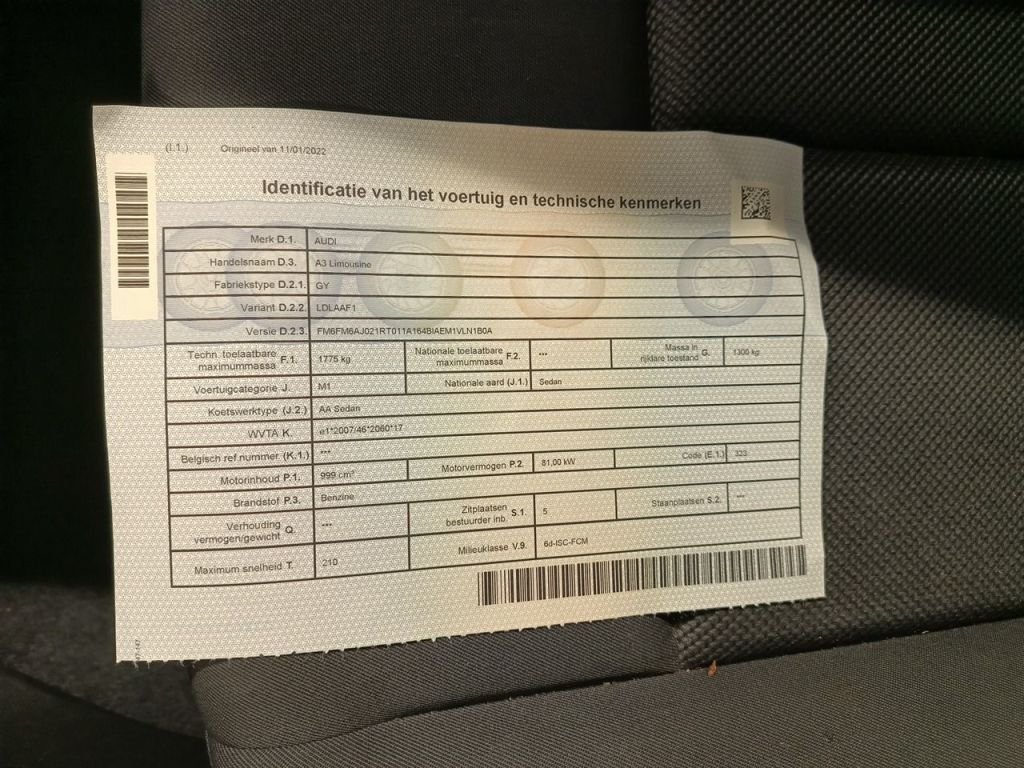 (I.1.) Origineel van 11/01/2022
Identificatie van het voertuig en technische kenmerken
Merk D.1. AUDI
Handelsnaam D.3. A3 Limousine
Fabriekstype D.2.1. GY
Variant D.2.2. LDLAAF1
Versie D.2.3. FM6FM6AJ021RT011A164BIAEM1VLN1B0A
Techn. toelaatbare maximummassa F.1. 1775 kg Nationale toelaatbare maximummassa F.2. --- Massa in rijklare toestand G. 1300 kg
Voertuigcategorie J. M1 Nationale aard (J.1.) Sedan
Koetswerktype (J.2.) AA Sedan
WVTA K. e1*2007/46*2060*17
Belgisch ref.nummer (K.1.) ---
Motorinhoud P.1. 999 cm³ Motorvermogen P.2. 81,00 kW Code (E.1.) 323
Brandstof P.3. Benzine
Verhouding vermogen/gewicht Q. --- Zitplaatsen bestuurder inb. S.1. 5 Staanplaatsen S.2. ---
Maximum snelheid T. 210 Milieuklasse V.9. 6d-ISC-FCM